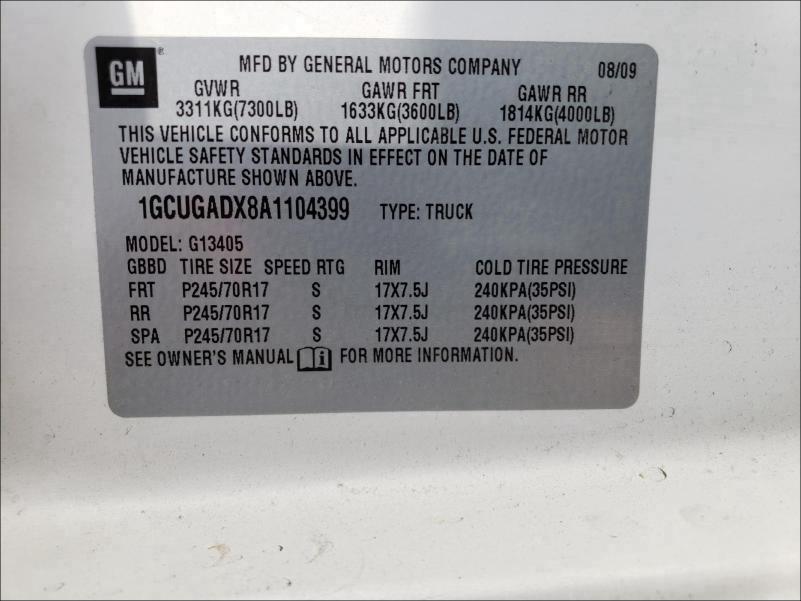 GM ®
MFD BY GENERAL MOTORS COMPANY 08/09
GVWR GAWR FRT GAWR RR
3311KG(7300LB) 1633KG(3600LB) 1814KG(4000LB)
THIS VEHICLE CONFORMS TO ALL APPLICABLE U.S. FEDERAL MOTOR
VEHICLE SAFETY STANDARDS IN EFFECT ON THE DATE OF
MANUFACTURE SHOWN ABOVE.
1GCUGADX8A1104399 TYPE: TRUCK
MODEL: G13405
GBBD TIRE SIZE SPEED RTG RIM COLD TIRE PRESSURE
FRT P245/70R17 S 17X7.5J 240KPA(35PSI)
RR P245/70R17 S 17X7.5J 240KPA(35PSI)
SPA P245/70R17 S 17X7.5J 240KPA(35PSI)
SEE OWNER'S MANUAL i FOR MORE INFORMATION.